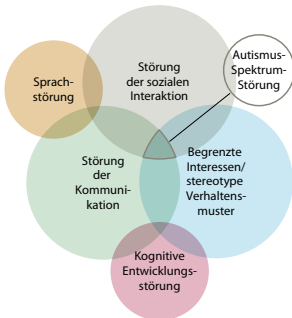 Störung
der sozialen
Interaktion
Autismus-
Spektrum-
Störung
Sprach-
störung
Störung
der
Kommuni-
kation
Begrenzte
Interessen/
stereotype
Verhaltens-
muster
Kognitive
Entwicklungs-
störung